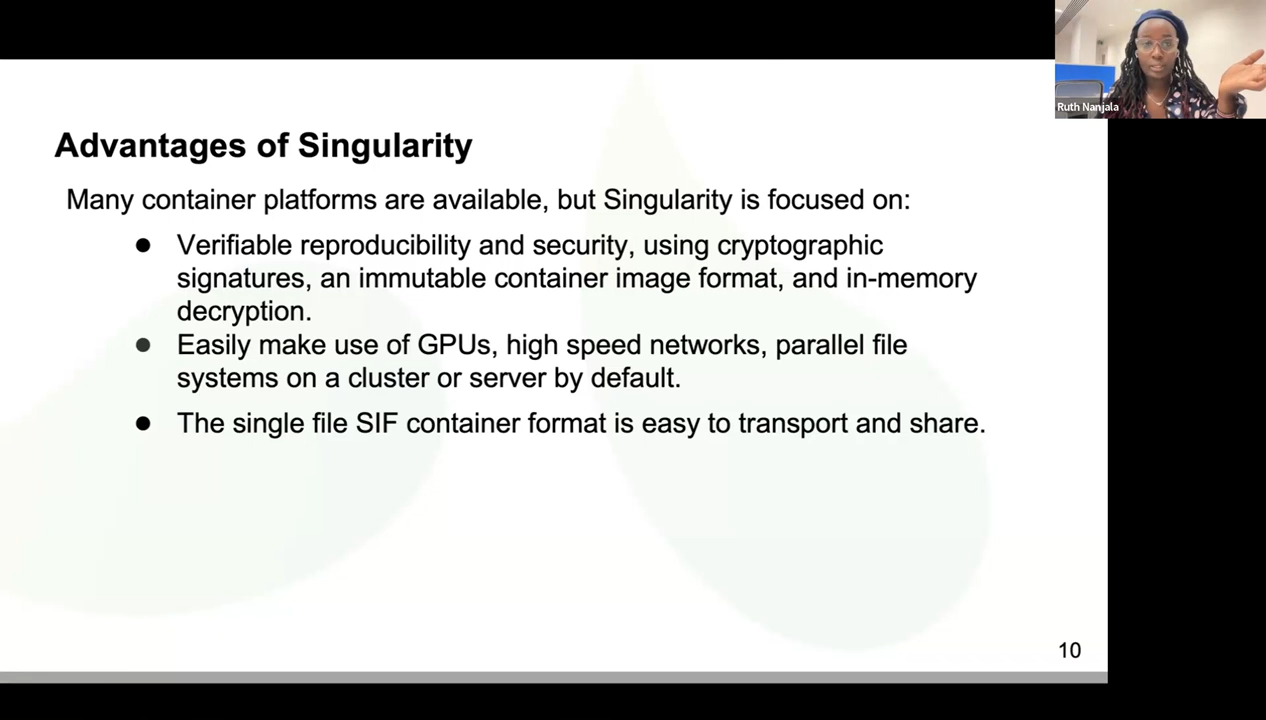 Ruth Nanjala
Advantages of Singularity
Many container platforms are available, but Singularity is focused on:
● Verifiable reproducibility and security, using cryptographic
signatures, an immutable container image format, and in-memory
decryption.
● Easily make use of GPUs, high speed networks, parallel file
systems on a cluster or server by default.
● The single file SIF container format is easy to transport and share.
10